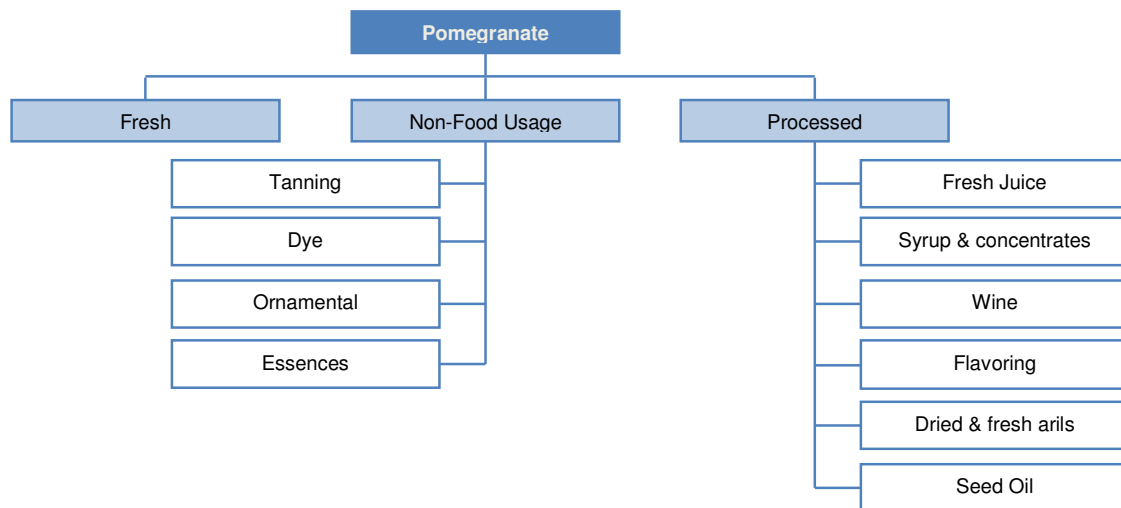 Pomegranate
Fresh
Non-Food Usage
Processed
Tanning
Dye
Ornamental
Essences
Fresh Juice
Syrup & concentrates
Wine
Flavoring
Dried & fresh arils
Seed Oil